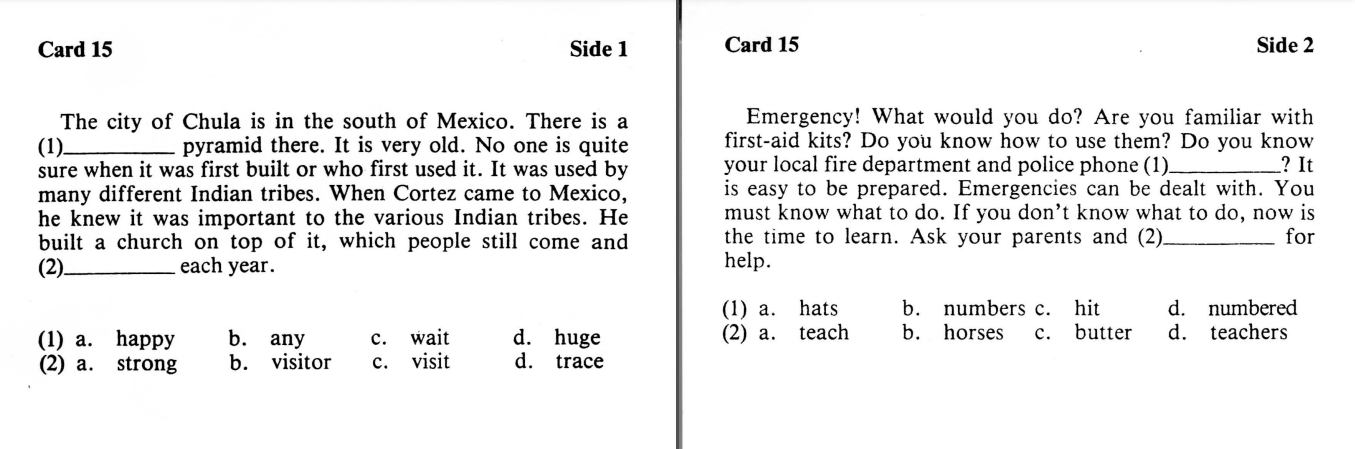 Card 15 Side 1
The city of Chula is in the south of Mexico. There is a
(1)__________ pyramid there. It is very old. No one is quite
sure when it was first built or who first used it. It was used by
many different Indian tribes. When Cortez came to Mexico,
he knew it was important to the various Indian tribes. He
built a church on top of it, which people still come and
(2)__________ each year.
(1) a. happy b. any c. wait d. huge
(2) a. strong b. visitor c. visit d. trace
Card 15 Side 2
Emergency! What would you do? Are you familiar with
first-aid kits? Do you know how to use them? Do you know
your local fire department and police phone (1)__________? It
is easy to be prepared. Emergencies can be dealt with. You
must know what to do. If you don't know what to do, now is
the time to learn. Ask your parents and (2)__________ for
help.
(1) a. hats b. numbers c. hit d. numbered
(2) a. teach b. horses c. butter d. teachers